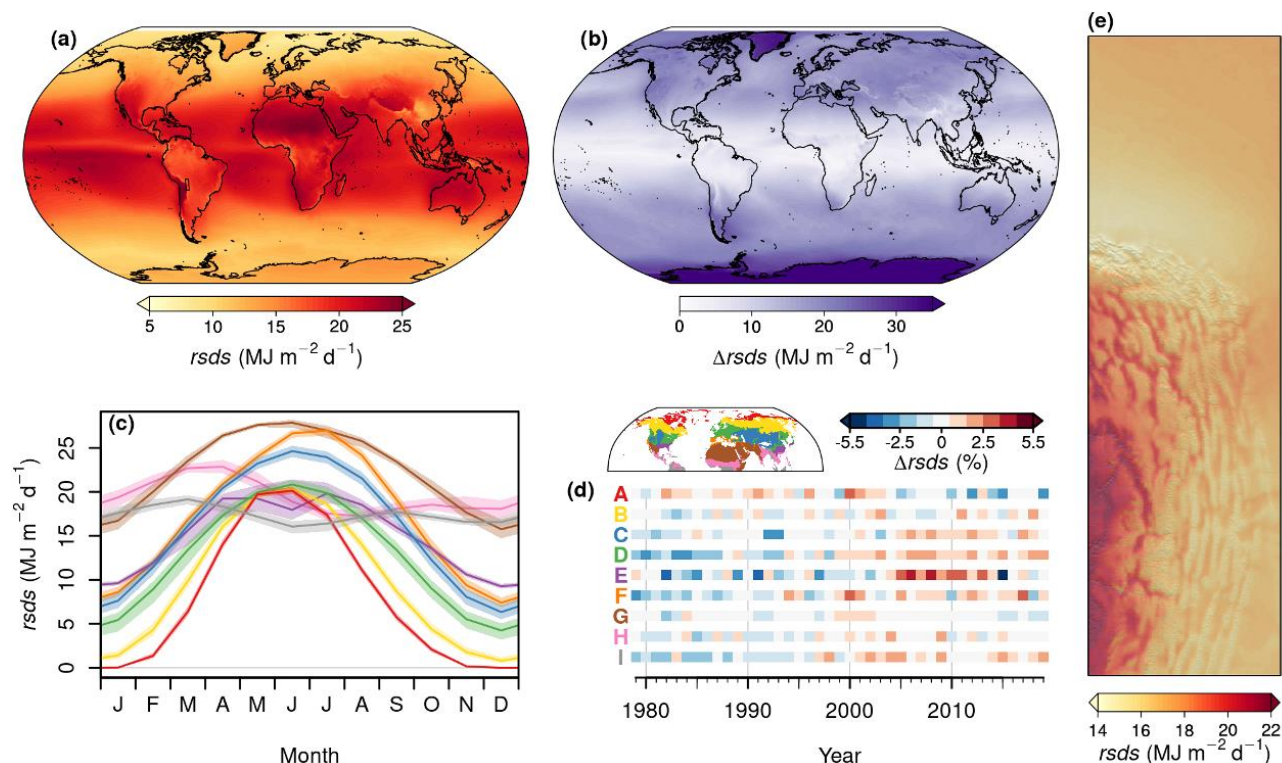 (a)
5 10 15 20 25
rsds (MJ m−2 d−1)
(b)
0 10 20 30
Δrsds (MJ m−2 d−1)
(c)
rsds (MJ m−2 d−1)
25
20
15
10
5
0
J F M A M J J A S O N D
Month
-5.5 -2.5 0 2.5 5.5
Δrsds (%)
(d)
A
B
C
D
E
F
G
H
I
1980 1990 2000 2010
Year
(e)
14 16 18 20 22
rsds (MJ m−2 d−1)